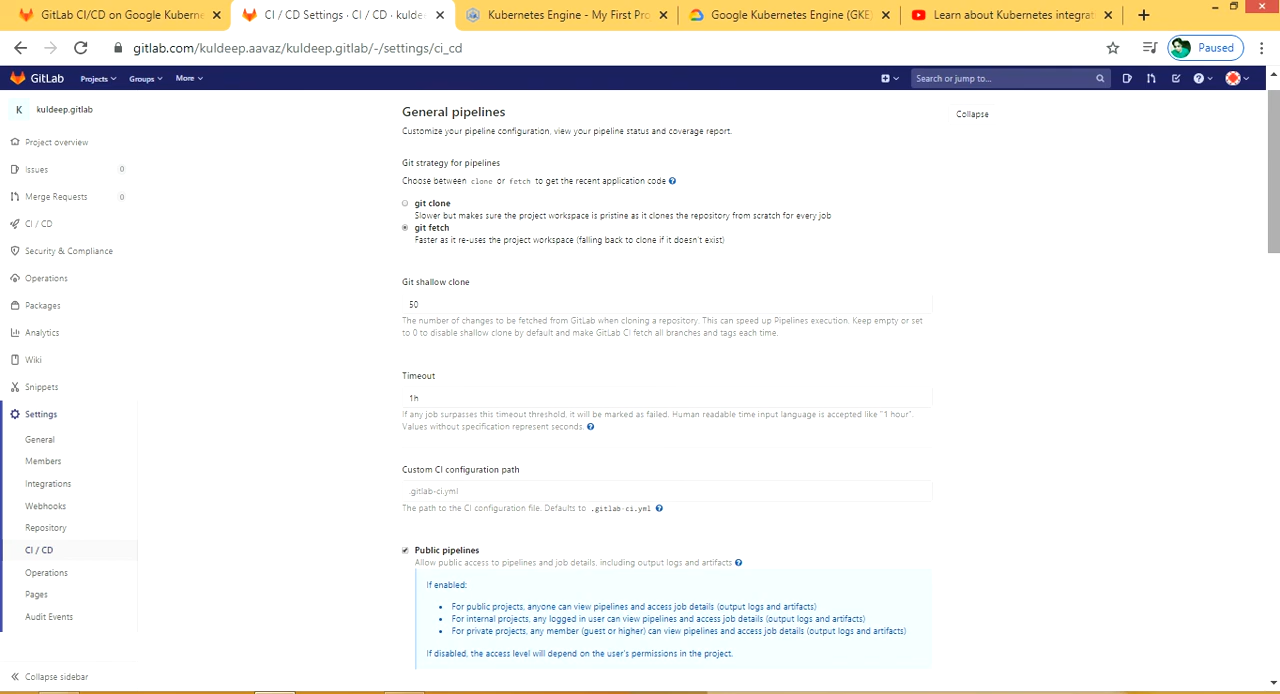 GitLab CI/CD on Google Kuberne
CI / CD Settings · CI / CD · kulde
Kubernetes Engine - My First Pro
Google Kubernetes Engine (GKE)
Learn about Kubernetes integrat
gitlab.com/kuldeep.aavaz/kuldeep.gitlab/-/settings/ci_cd
Paused
GitLab
Projects
Groups
More
Search or jump to...
K kuldeep.gitlab
Project overview
Issues 0
Merge Requests 0
CI / CD
Security & Compliance
Operations
Packages
Analytics
Wiki
Snippets
Settings
General
Members
Integrations
Webhooks
Repository
CI / CD
Operations
Pages
Audit Events
Collapse sidebar
General pipelines
Collapse
Customize your pipeline configuration, view your pipeline status and coverage report.
Git strategy for pipelines
Choose between clone or fetch to get the recent application code
git clone
Slower but makes sure the project workspace is pristine as it clones the repository from scratch for every job
git fetch
Faster as it re-uses the project workspace (falling back to clone if it doesn't exist)
Git shallow clone
50
The number of changes to be fetched from GitLab when cloning a repository. This can speed up Pipelines execution. Keep empty or set
to 0 to disable shallow clone by default and make GitLab CI fetch all branches and tags each time.
Timeout
1h
If any job surpasses this timeout threshold, it will be marked as failed. Human readable time input language is accepted like "1 hour".
Values without specification represent seconds.
Custom CI configuration path
.gitlab-ci.yml
The path to the CI configuration file. Defaults to .gitlab-ci.yml
Public pipelines
Allow public access to pipelines and job details, including output logs and artifacts
If enabled:
• For public projects, anyone can view pipelines and access job details (output logs and artifacts)
• For internal projects, any logged in user can view pipelines and access job details (output logs and artifacts)
• For private projects, any member (guest or higher) can view pipelines and access job details (output logs and artifacts)
If disabled, the access level will depend on the user's permissions in the project.